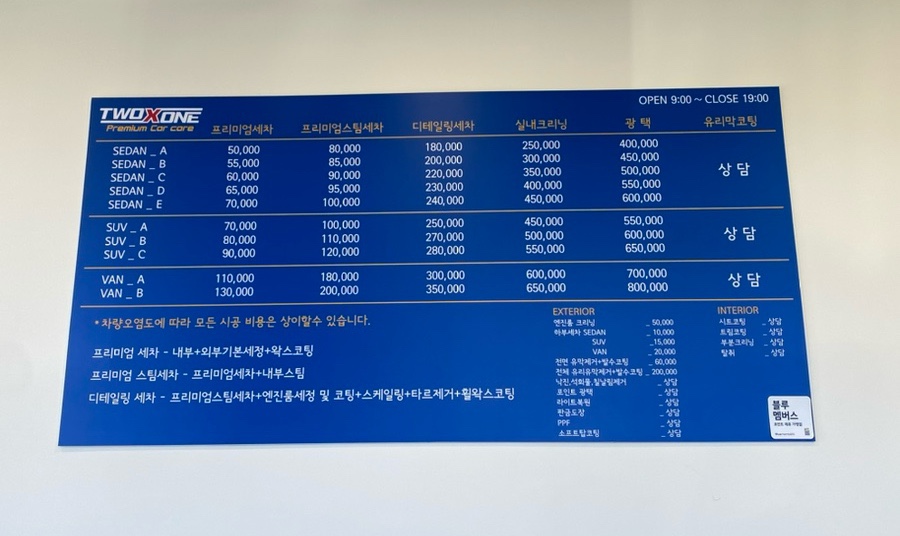 OPEN 9:00 ~ CLOSE 19:00
TWOXONE
Premium Car care
프리미엄세차 프리미엄스팀세차 디테일링세차 실내크리닝 광 택 유리막코팅
SEDAN _ A 50,000 80,000 180,000 250,000 400,000
SEDAN _ B 55,000 85,000 200,000 300,000 450,000
SEDAN _ C 60,000 90,000 220,000 350,000 500,000 상 담
SEDAN _ D 65,000 95,000 230,000 400,000 550,000
SEDAN _ E 70,000 100,000 240,000 450,000 600,000
SUV _ A 70,000 100,000 250,000 450,000 550,000
SUV _ B 80,000 110,000 270,000 500,000 600,000 상 담
SUV _ C 90,000 120,000 280,000 550,000 650,000
VAN _ A 110,000 180,000 300,000 600,000 700,000 상 담
VAN _ B 130,000 200,000 350,000 650,000 800,000
*차량오염도에 따라 모든 시공 비용은 상이할수 있습니다.
프리미엄 세차 - 내부+외부기본세정+왁스코팅
프리미엄 스팀세차 - 프리미엄세차+내부스팀
디테일링 세차 - 프리미엄스팀세차+엔진룸세정 및 코팅+스케일링+타르제거+휠왁스코팅
EXTERIOR
엔진룸 크리닝 _ 50,000
하부세차 SEDAN _ 10,000
SUV _15,000
VAN _ 20,000
전면 유막제거+발수코팅 _ 60,000
전체 유리유막제거+발수코팅 _ 200,000
낙진,석회물,철날림제거 _ 상담
포인트 광택 _ 상담
라이트복원 _ 상담
판금도장 _ 상담
PPF _ 상담
소프트탑코팅 _ 상담
INTERIOR
시트코팅 _ 상담
트림코팅 _ 상담
부분크리닝 _ 상담
탈취 _ 상담
블루
멤버스
포인트 제휴 가맹점